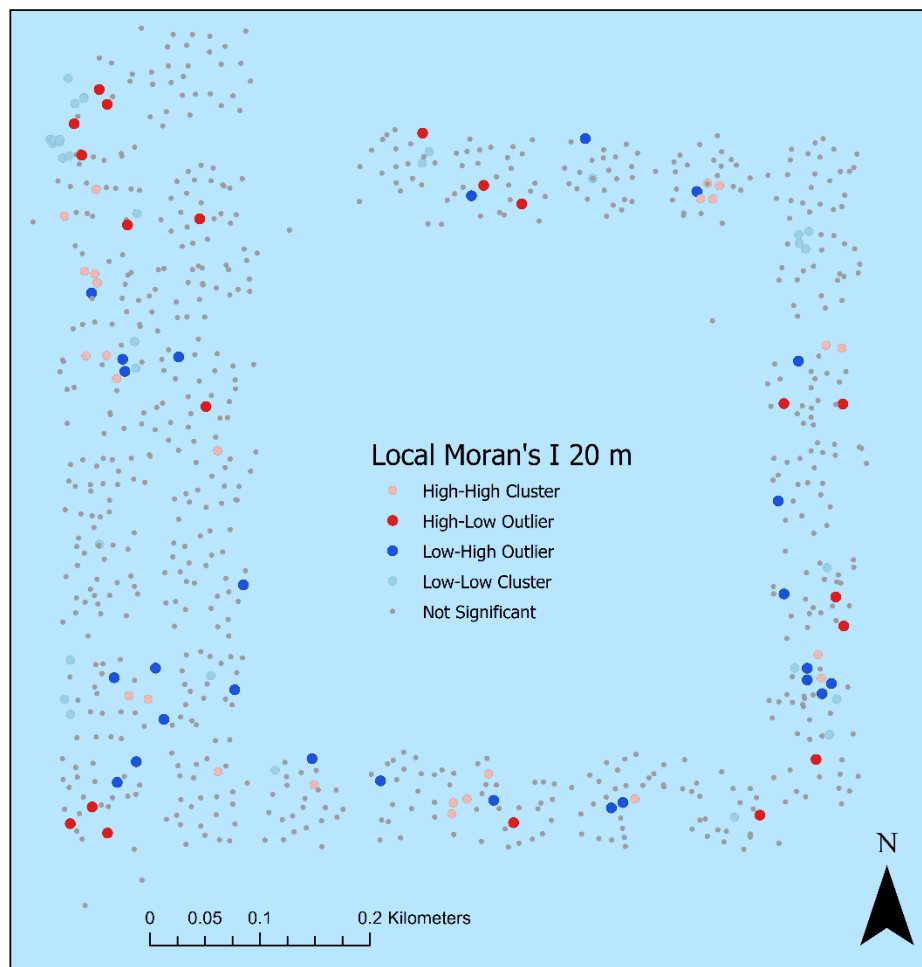 Local Moran's I 20 m
High-High Cluster
High-Low Outlier
Low-High Outlier
Low-Low Cluster
Not Significant
N
0 0.05 0.1 0.2 Kilometers